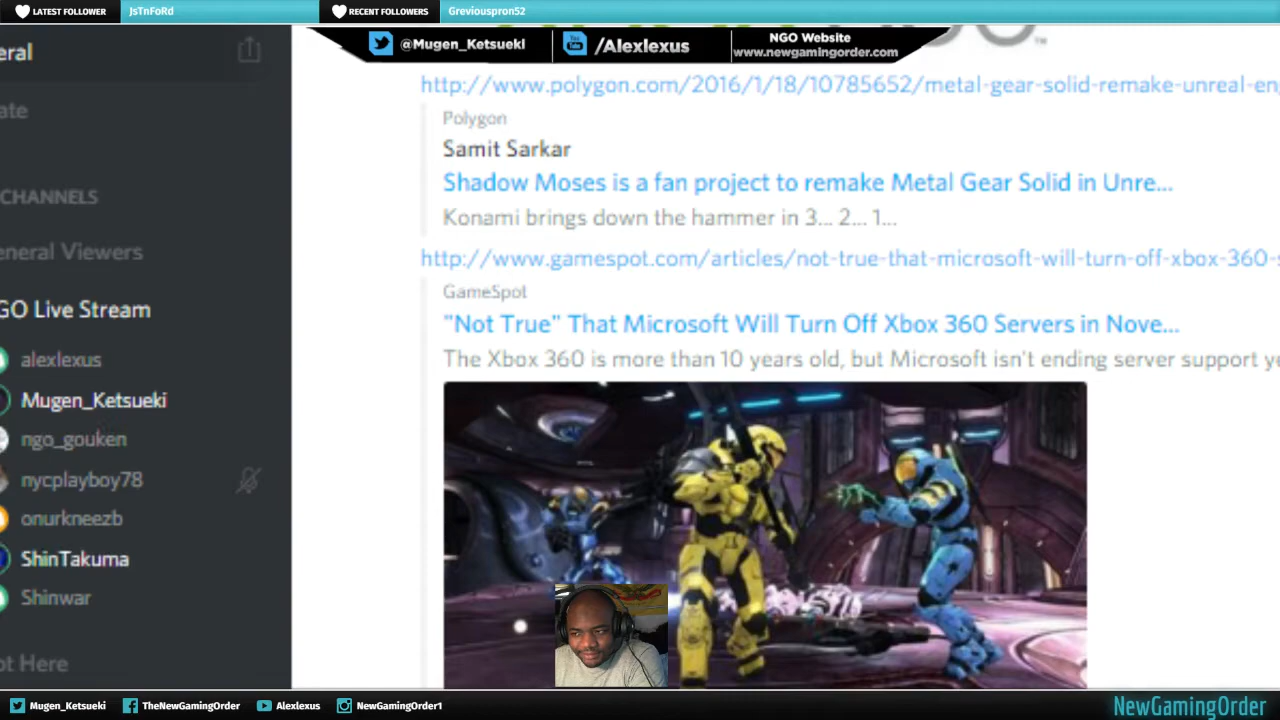 LATEST FOLLOWER
JsTnFoRd
RECENT FOLLOWERS
Greviouspron52
@Mugen_Ketsueki
/Alexlexus
NGO Website
www.newgamingorder.com
eral
ate
CHANNELS
eneral Viewers
GO Live Stream
alexlexus
Mugen_Ketsueki
ngo_gouken
nycplayboy78
onurkneezb
ShinTakuma
Shinwar
ot Here
http://www.polygon.com/2016/1/18/10785652/metal-gear-solid-remake-unreal-en
Polygon
Samit Sarkar
Shadow Moses is a fan project to remake Metal Gear Solid in Unre...
Konami brings down the hammer in 3... 2... 1...
http://www.gamespot.com/articles/not-true-that-microsoft-will-turn-off-xbox-360-s
GameSpot
"Not True" That Microsoft Will Turn Off Xbox 360 Servers in Nove...
The Xbox 360 is more than 10 years old, but Microsoft isn't ending server support ye
Mugen_Ketsueki
TheNewGamingOrder
Alexlexus
NewGamingOrder1
NewGamingOrder